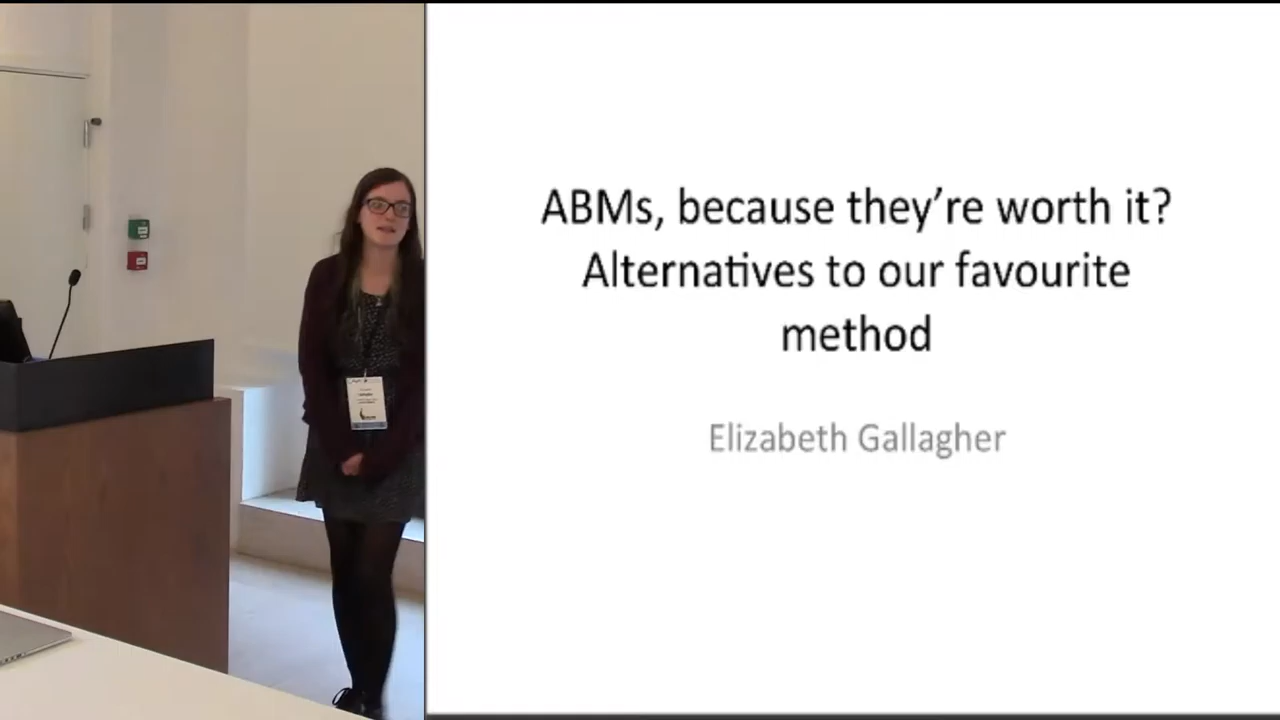 ABMs, because they’re worth it?
Alternatives to our favourite
method
Elizabeth Gallagher